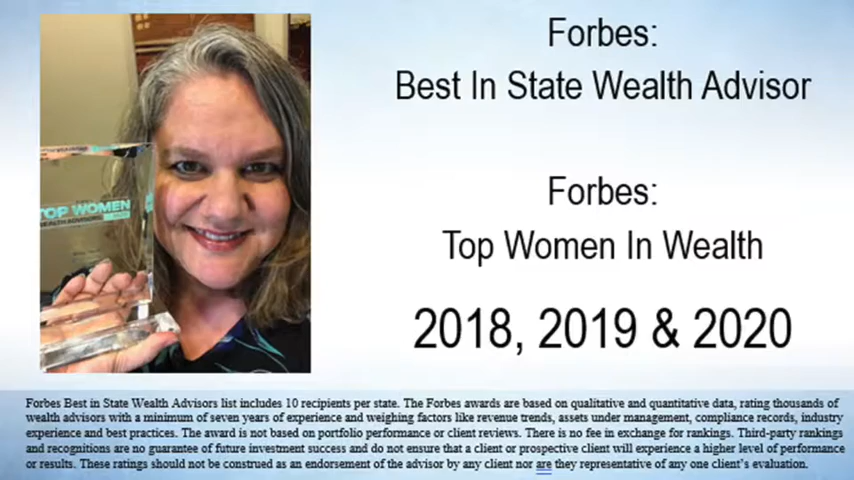 Forbes:
Best In State Wealth Advisor
Forbes:
Top Women In Wealth
2018, 2019 & 2020
TOP WOMEN
WEALTH ADVISORS
Forbes Best in State Wealth Advisors list includes 10 recipients per state. The Forbes awards are based on qualitative and quantitative data, rating thousands of
wealth advisors with a minimum of seven years of experience and weighing factors like revenue trends, assets under management, compliance records, industry
experience and best practices. The award is not based on portfolio performance or client reviews. There is no fee in exchange for rankings. Third-party rankings
and recognitions are no guarantee of future investment success and do not ensure that a client or prospective client will experience a higher level of performance
or results. These ratings should not be construed as an endorsement of the advisor by any client nor are they representative of any one client's evaluation.